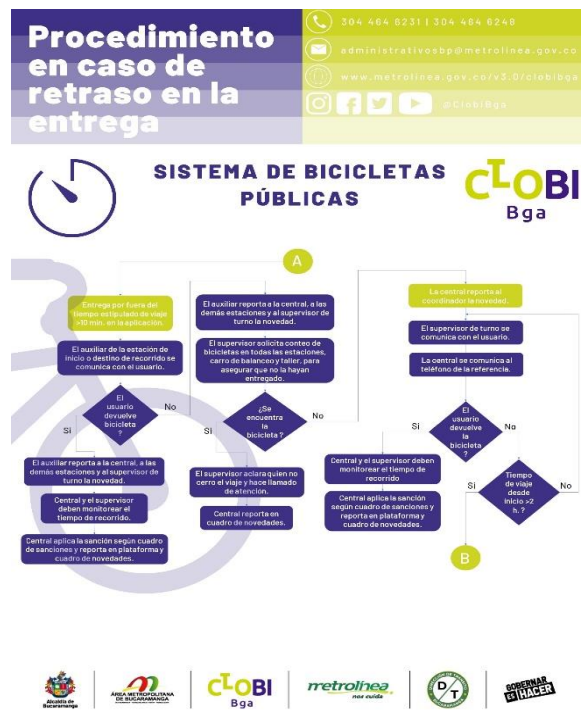 Procedimiento
en caso de
retraso en la
entrega
304 464 6231 | 304 464 6248
administrativosbp@metrolinea.gov.co
www.metrolinea.gov.co/v3.0/clobibga
@ClobiBga
SISTEMA DE BICICLETAS
PÚBLICAS
CLOBI
Bga
A
Entrega por fuera del
tiempo estipulado de viaje
>10 min. en la aplicación.
El auxiliar de la estación de
inicio o destino de recorrido se
comunica con el usuario.
El
usuario
devuelve
bicicleta
?
Si
No
El auxiliar reporta a la central, a las
demás estaciones y al supervisor de
turno la novedad.
Central y el supervisor
deben monitorear el
tiempo de recorrido.
Central aplica la sanción según cuadro
de sanciones y reporta en plataforma y
cuadro de novedades.
El auxiliar reporta a la central, a las
demás estaciones y al supervisor de
turno la novedad.
El supervisor solicita conteo de
bicicletas en todas las estaciones,
carro de balanceo y taller, para
asegurar que no la hayan
entregado.
¿Se
encuentra
la
bicicleta?
Si
No
El supervisor aclara quien no
cerro el viaje y hace llamado
de atención.
Central reporta en
cuadro de novedades.
La central reporta al
coordinador la novedad.
El supervisor de turno se
comunica con el usuario.
La central se comunica al
teléfono de la referencia.
El
usuario
devuelve
la
bicicleta?
Si
No
Central y el supervisor deben
monitorear el tiempo de
recorrido
Central aplica la sanción
según cuadro de sanciones y
reporta en plataforma y
cuadro de novedades.
Tiempo
de viaje
desde
inicio >2
h. ?
Si
No
B
Alcaldía de
Bucaramanga
ÁREA METROPOLITANA
DE BUCARAMANGA
CLOBI
Bga
metrolínea
nos cuida
D/T
GOBERNAR
ES HACER